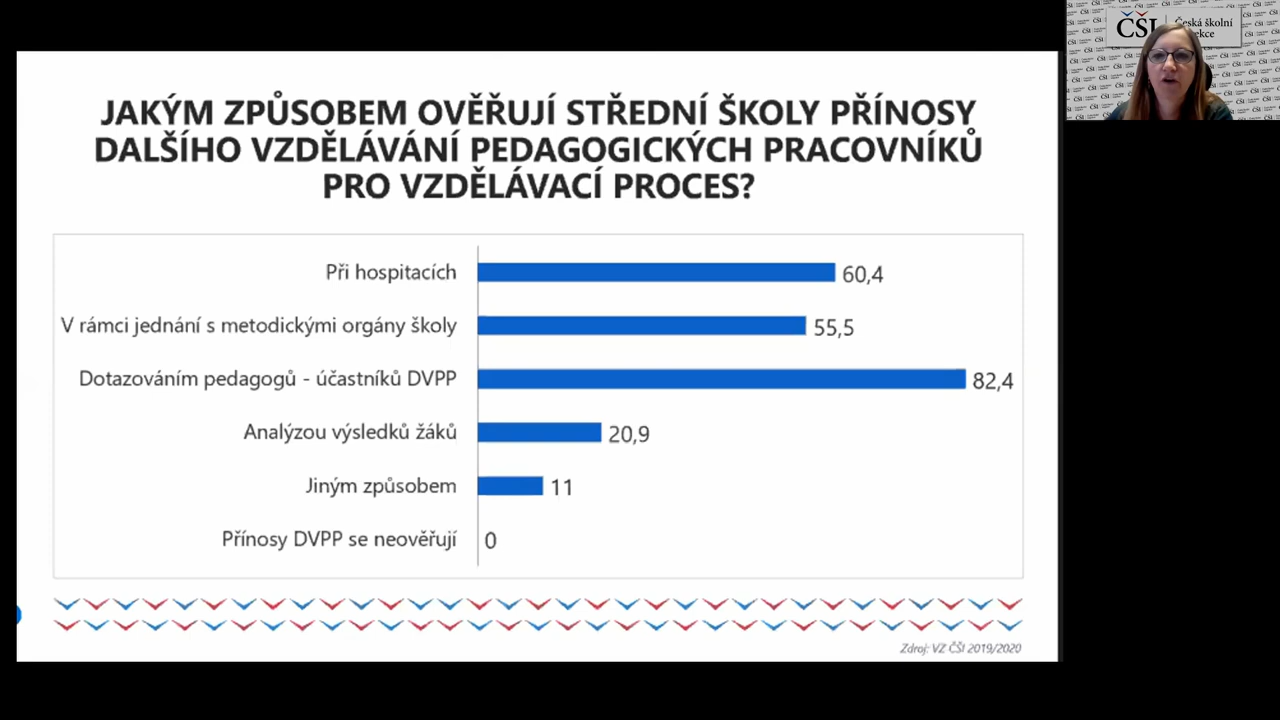 JAKÝM ZPŮSOBEM OVĚŘUJÍ STŘEDNÍ ŠKOLY PŘÍNOSY
DALŠÍHO VZDĚLÁVÁNÍ PEDAGOGICKÝCH PRACOVNÍKŮ
PRO VZDĚLÁVACÍ PROCES?
Při hospitacích 60,4
V rámci jednání s metodickými orgány školy 55,5
Dotazováním pedagogů - účastníků DVPP 82,4
Analýzou výsledků žáků 20,9
Jiným způsobem 11
Přínosy DVPP se neověřují 0
Zdroj: VZ ČŠI 2019/2020
ČŠI
Česká školní